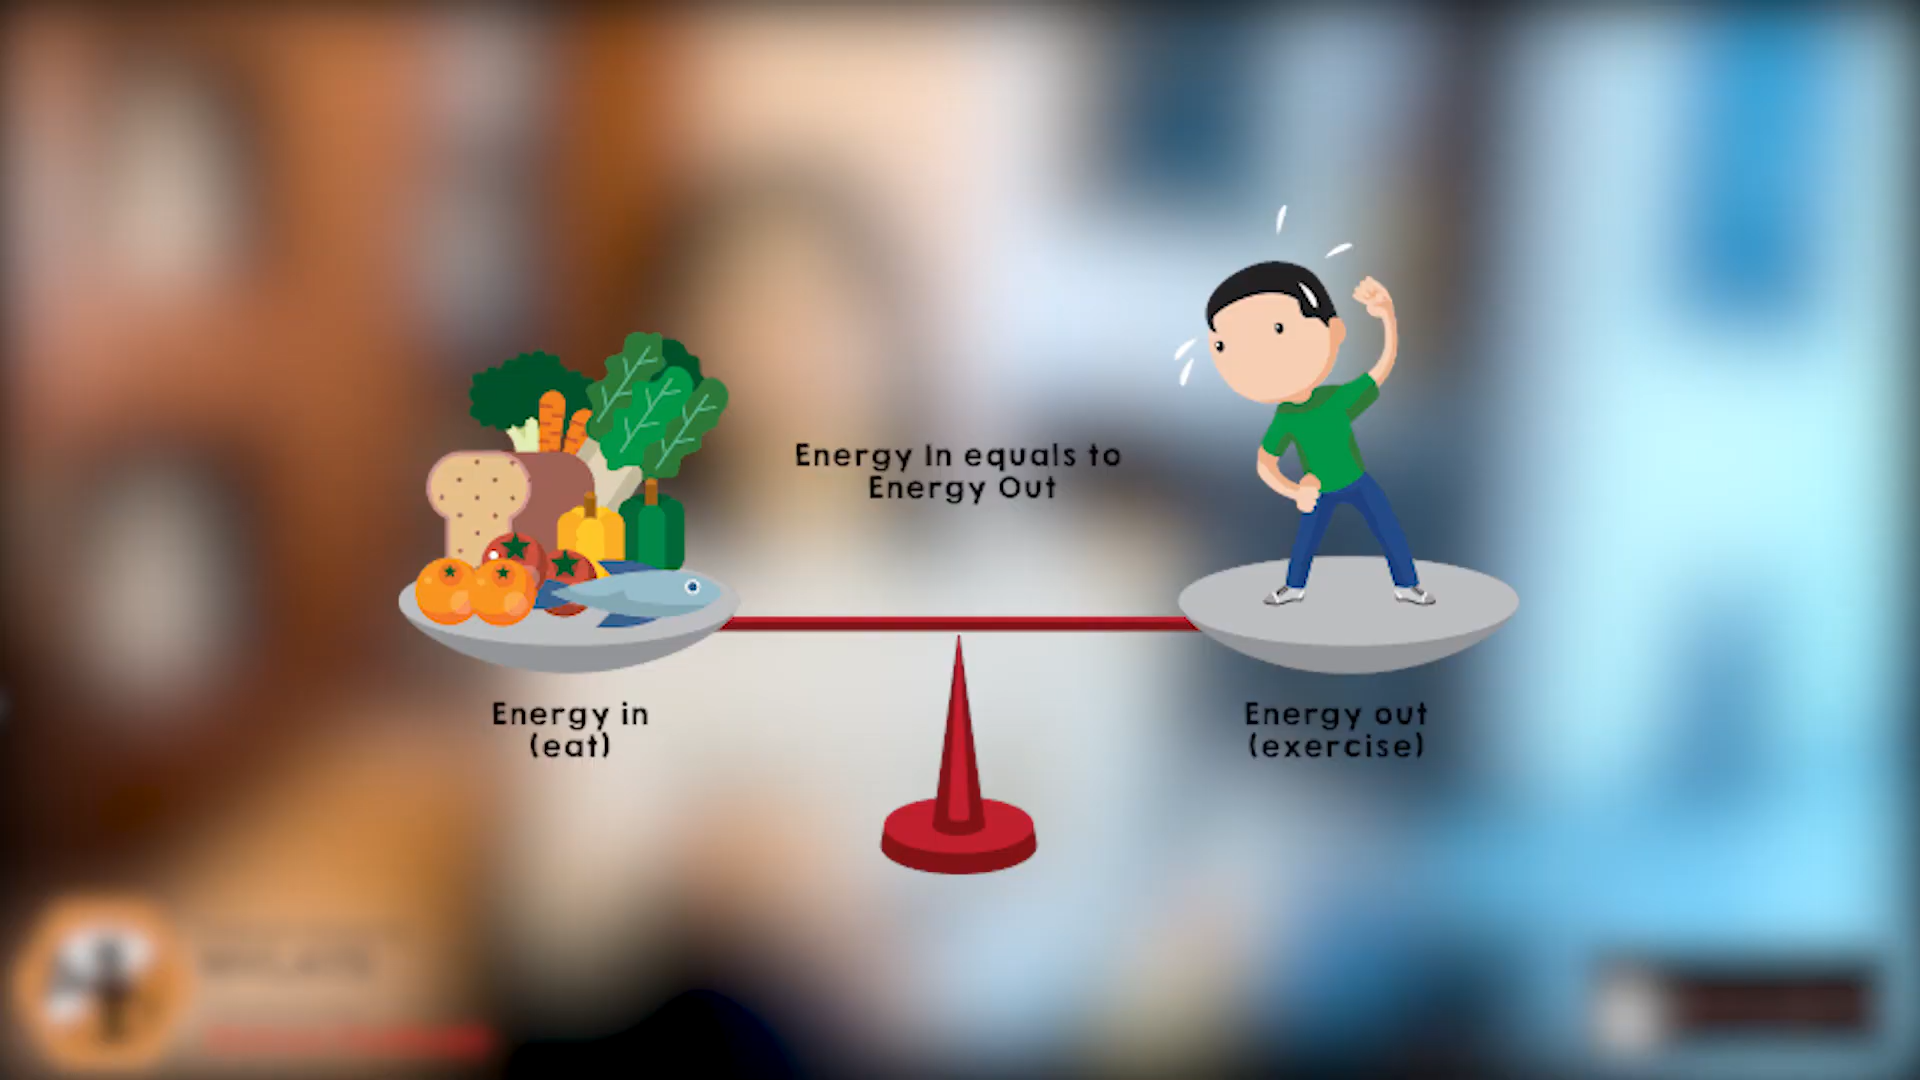 Energy In equals to
Energy Out
Energy in
(eat)
Energy out
(exercise)